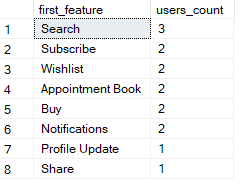 first_feature users_count
1 Search 3
2 Subscribe 2
3 Wishlist 2
4 Appointment Book 2
5 Buy 2
6 Notifications 2
7 Profile Update 1
8 Share 1